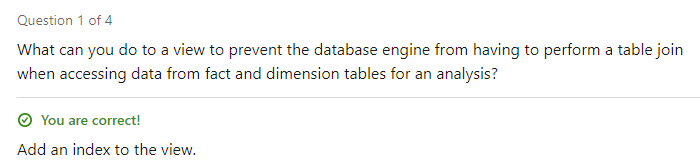 Question 1 of 4
What can you do to a view to prevent the database engine from having to perform a table join
when accessing data from fact and dimension tables for an analysis?
You are correct!
Add an index to the view.